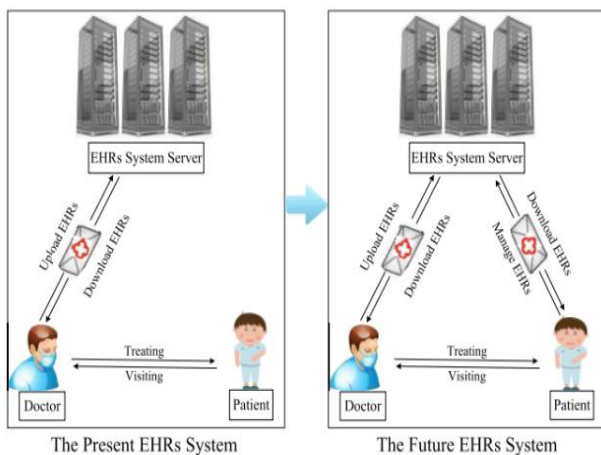 EHRs System Server
Upload EHRs
Download EHRs
Treating
Visiting
Doctor
Patient
The Present EHRs System
EHRs System Server
Upload EHRs
Download EHRs
Download EHRs
Manage EHRs
Treating
Visiting
Doctor
Patient
The Future EHRs System